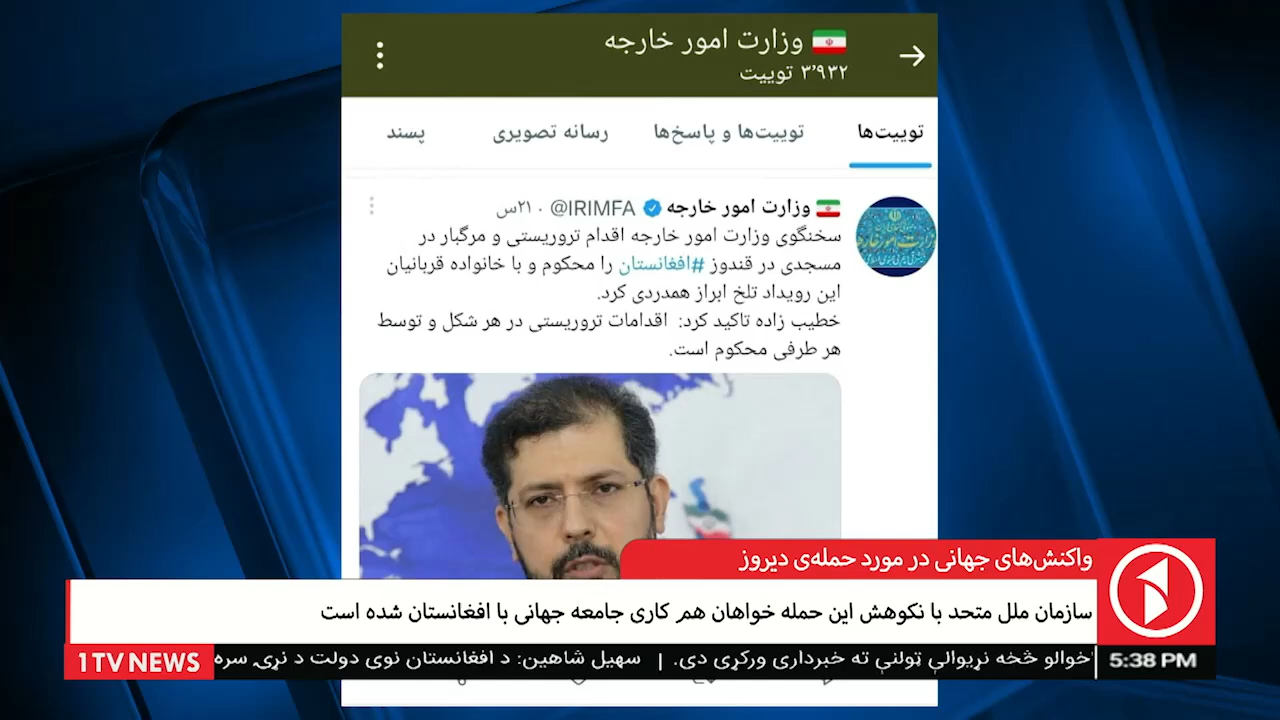 وزارت امور خارجه
۳٬۹۳۲ توییت
توییت‌ها
توییت‌ها و پاسخ‌ها
رسانه تصویری
پسند
وزارت امور خارجه @IRIMFA · ۲۱س
سخنگوی وزارت امور خارجه اقدام تروریستی و مرگبار در
مسجدی در قندوز #افغانستان را محکوم و با خانواده قربانیان
این رویداد تلخ ابراز همدردی کرد.
خطیب زاده تاکید کرد: اقدامات تروریستی در هر شکل و توسط
هر طرفی محکوم است.
واکنش‌های جهانی در مورد حمله‌ی دیروز
سازمان ملل متحد با نکوهش این حمله خواهان هم کاری جامعه جهانی با افغانستان شده است
1TV NEWS
خوالو څخه نړیوالې ټولنې ته خبرداری ورکړی دی. | سهیل شاهین: د افغانستان نوی دولت د نړۍ سره
5:38 PM